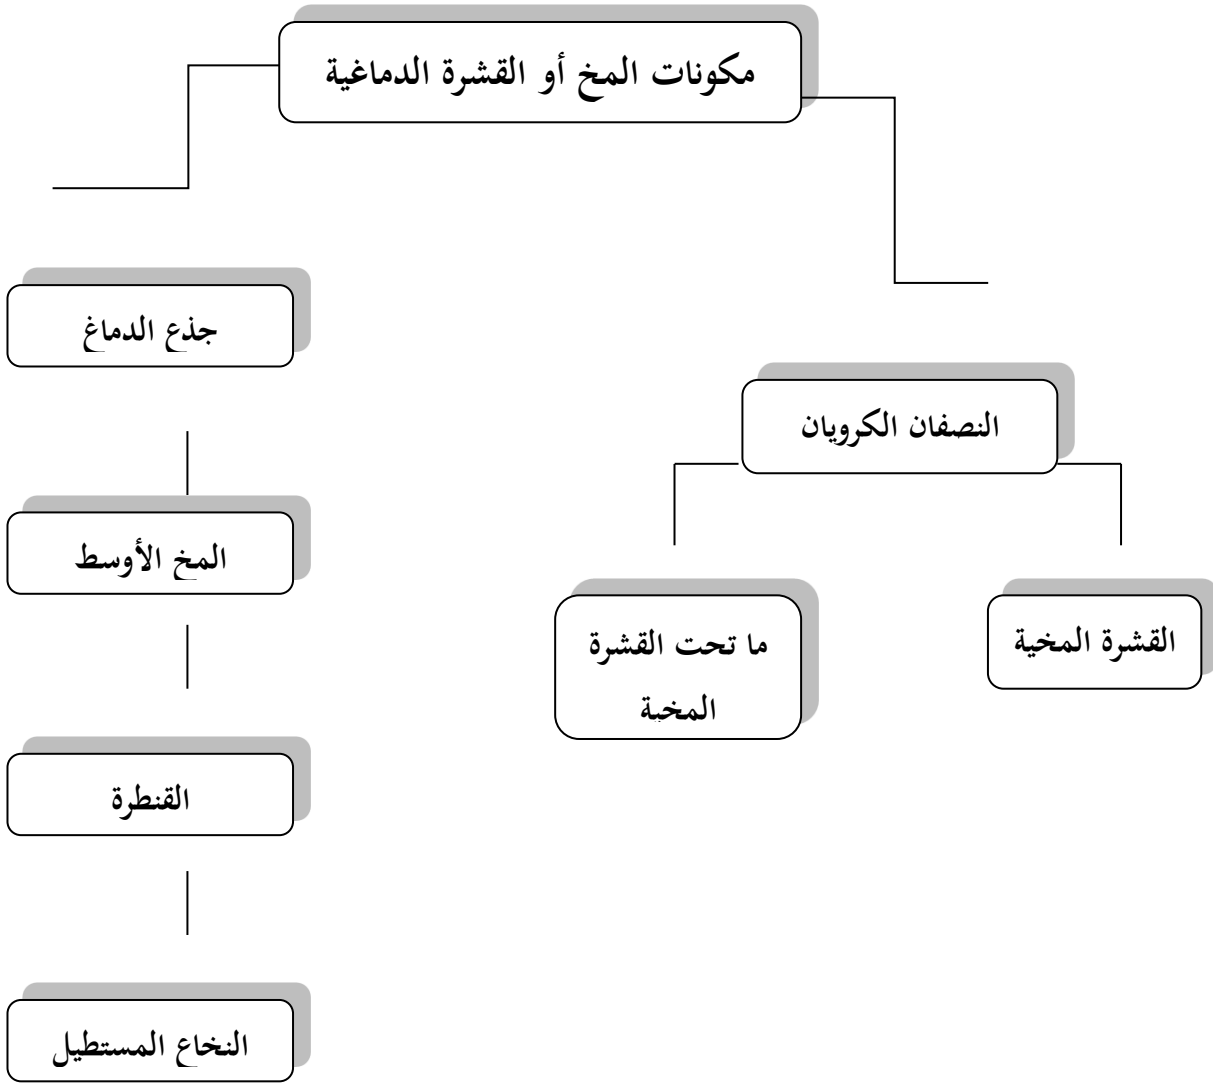 مكونات المخ أو القشرة الدماغية
جذع الدماغ
النصفان الكرويان
المخ الأوسط
القشرة المخية
ما تحت القشرة
المخية
القنطرة
النخاع المستطيل